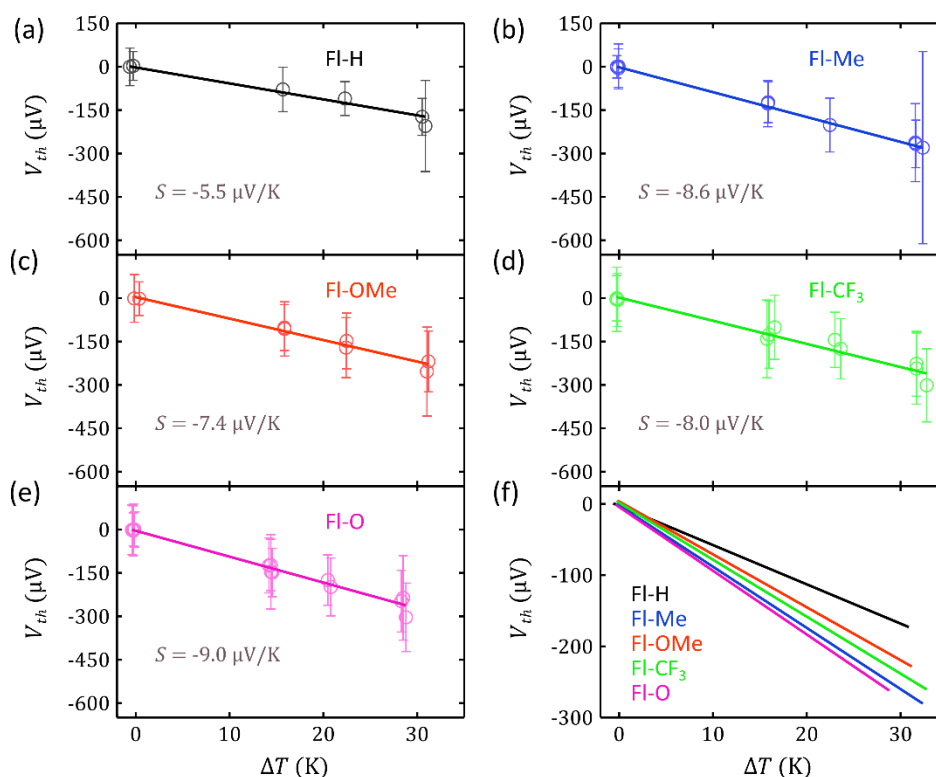 (a)
150
0
-150
-300
-450
-600
V_th (µV)
Fl-H
S = -5.5 µV/K
(b)
150
0
-150
-300
-450
-600
V_th (µV)
Fl-Me
S = -8.6 µV/K
(c)
0
-150
-300
-450
-600
V_th (µV)
Fl-OMe
S = -7.4 µV/K
(d)
0
-150
-300
-450
-600
V_th (µV)
Fl-CF₃
S = -8.0 µV/K
(e)
0
-150
-300
-450
-600
V_th (µV)
Fl-O
S = -9.0 µV/K
0 10 20 30
ΔT (K)
(f)
0
-100
-200
-300
V_th (µV)
Fl-H
Fl-Me
Fl-OMe
Fl-CF₃
Fl-O
0 10 20 30
ΔT (K)